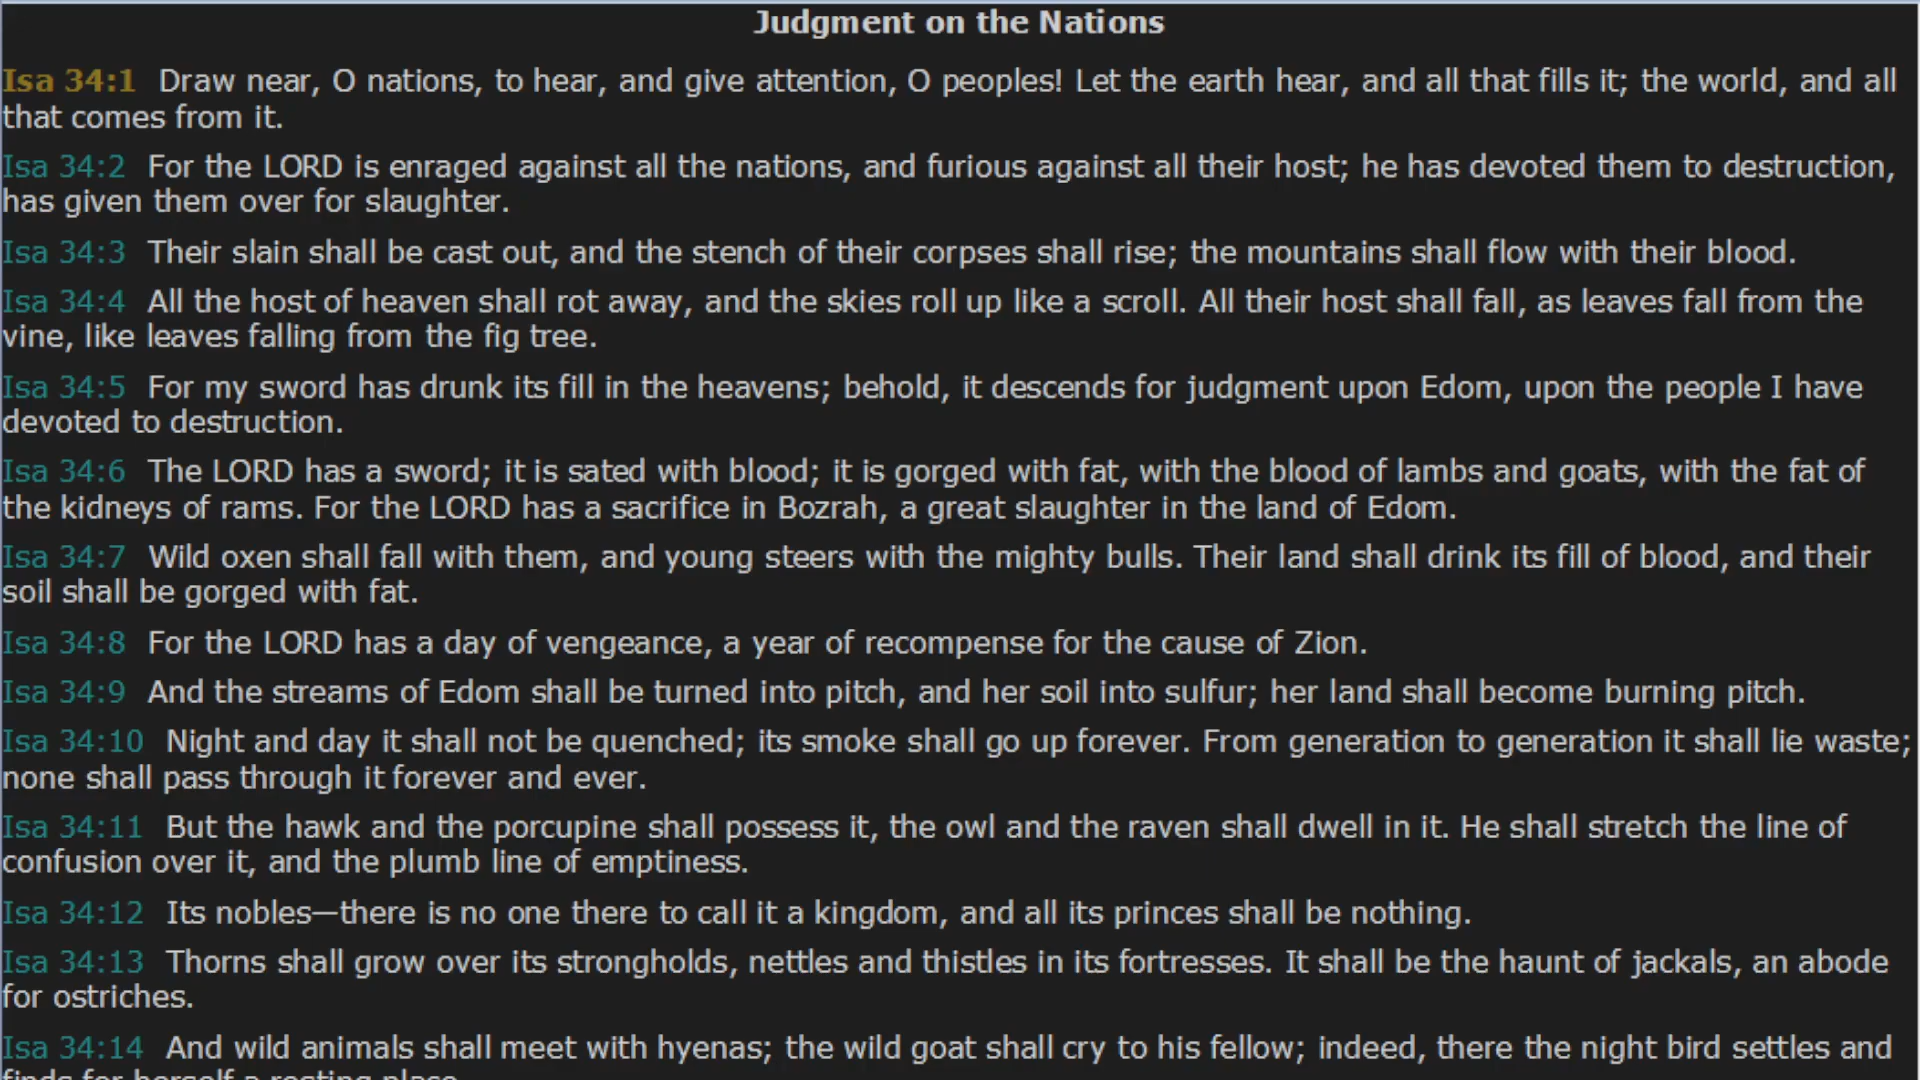 Judgment on the Nations
Isa 34:1 Draw near, O nations, to hear, and give attention, O peoples! Let the earth hear, and all that fills it; the world, and all
that comes from it.
Isa 34:2 For the LORD is enraged against all the nations, and furious against all their host; he has devoted them to destruction,
has given them over for slaughter.
Isa 34:3 Their slain shall be cast out, and the stench of their corpses shall rise; the mountains shall flow with their blood.
Isa 34:4 All the host of heaven shall rot away, and the skies roll up like a scroll. All their host shall fall, as leaves fall from the
vine, like leaves falling from the fig tree.
Isa 34:5 For my sword has drunk its fill in the heavens; behold, it descends for judgment upon Edom, upon the people I have
devoted to destruction.
Isa 34:6 The LORD has a sword; it is sated with blood; it is gorged with fat, with the blood of lambs and goats, with the fat of
the kidneys of rams. For the LORD has a sacrifice in Bozrah, a great slaughter in the land of Edom.
Isa 34:7 Wild oxen shall fall with them, and young steers with the mighty bulls. Their land shall drink its fill of blood, and their
soil shall be gorged with fat.
Isa 34:8 For the LORD has a day of vengeance, a year of recompense for the cause of Zion.
Isa 34:9 And the streams of Edom shall be turned into pitch, and her soil into sulfur; her land shall become burning pitch.
Isa 34:10 Night and day it shall not be quenched; its smoke shall go up forever. From generation to generation it shall lie waste;
none shall pass through it forever and ever.
Isa 34:11 But the hawk and the porcupine shall possess it, the owl and the raven shall dwell in it. He shall stretch the line of
confusion over it, and the plumb line of emptiness.
Isa 34:12 Its nobles—there is no one there to call it a kingdom, and all its princes shall be nothing.
Isa 34:13 Thorns shall grow over its strongholds, nettles and thistles in its fortresses. It shall be the haunt of jackals, an abode
for ostriches.
Isa 34:14 And wild animals shall meet with hyenas; the wild goat shall cry to his fellow; indeed, there the night bird settles and
finds for herself a resting place.